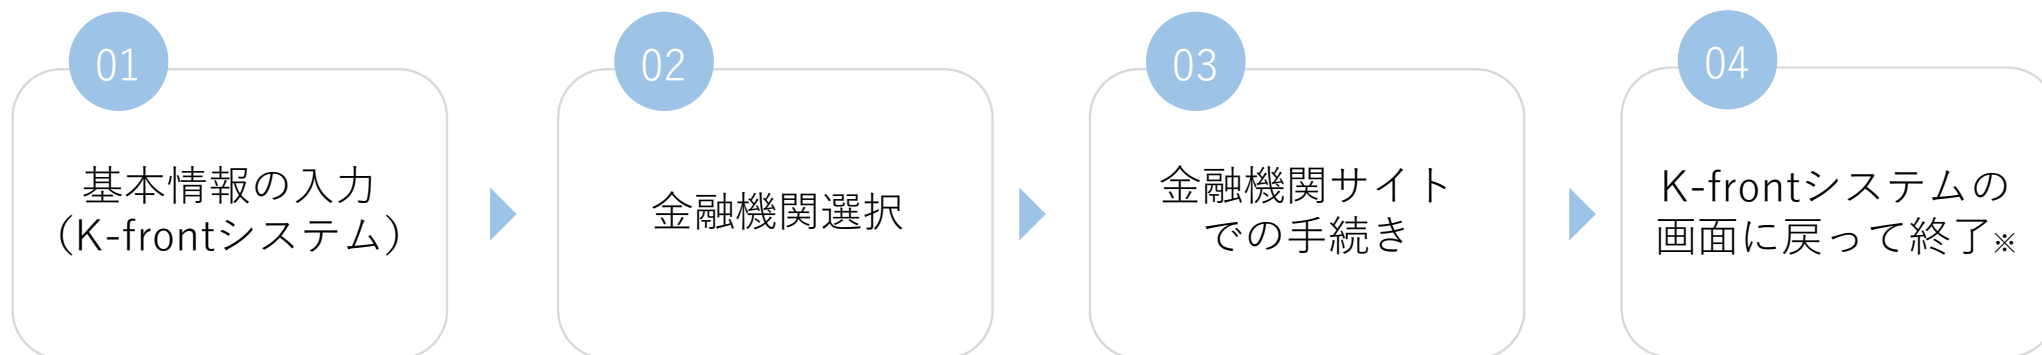 01
基本情報の入力
（K-frontシステム）
02
金融機関選択
03
金融機関サイト
での手続き
04
K-frontシステムの
画面に戻って終了※